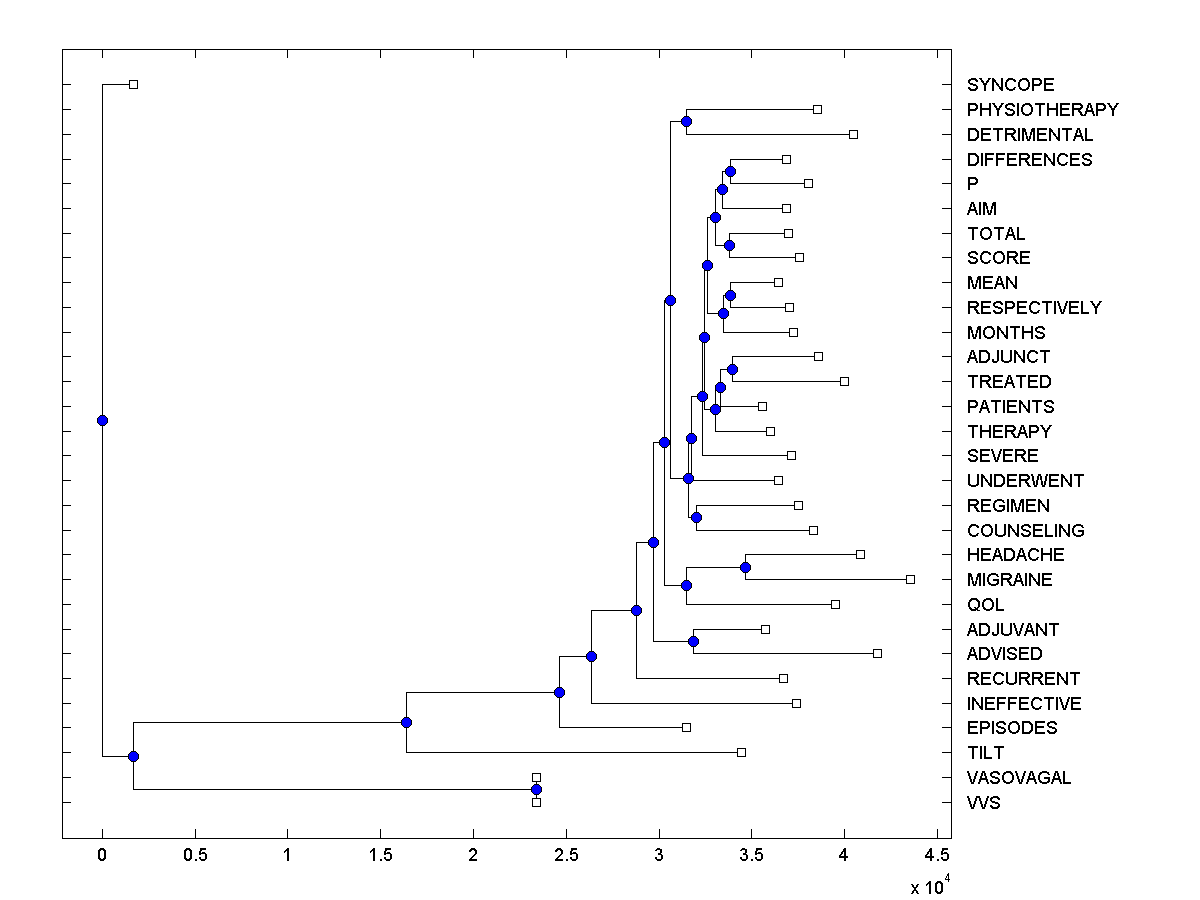 SYNCOPE
PHYSIOTHERAPY
DETRIMENTAL
DIFFERENCES
P
AIM
TOTAL
SCORE
MEAN
RESPECTIVELY
MONTHS
ADJUNCT
TREATED
PATIENTS
THERAPY
SEVERE
UNDERWENT
REGIMEN
COUNSELING
HEADACHE
MIGRAINE
QOL
ADJUVANT
ADVISED
RECURRENT
INEFFECTIVE
EPISODES
TILT
VASOVAGAL
VVS
0 0.5 1 1.5 2 2.5 3 3.5 4 4.5
x 10^4